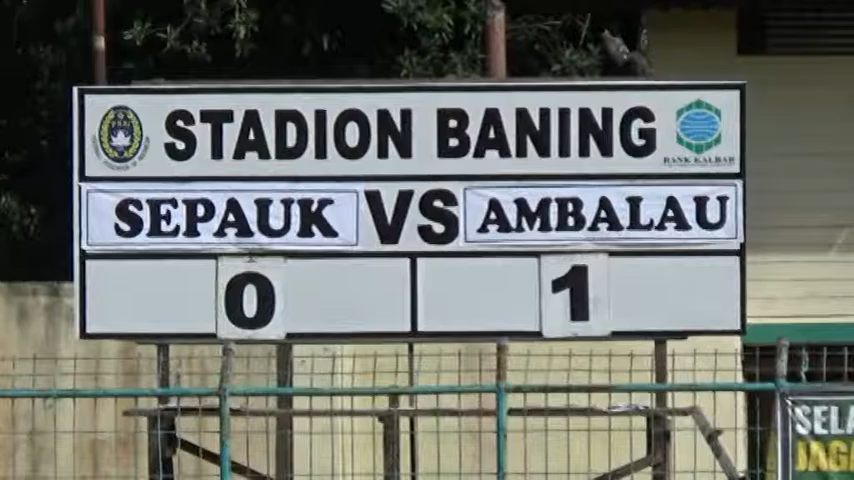 STADION BANING
BANK KALBAR
SEPAUK VS AMBALAU
0 1
SELA
JAGA